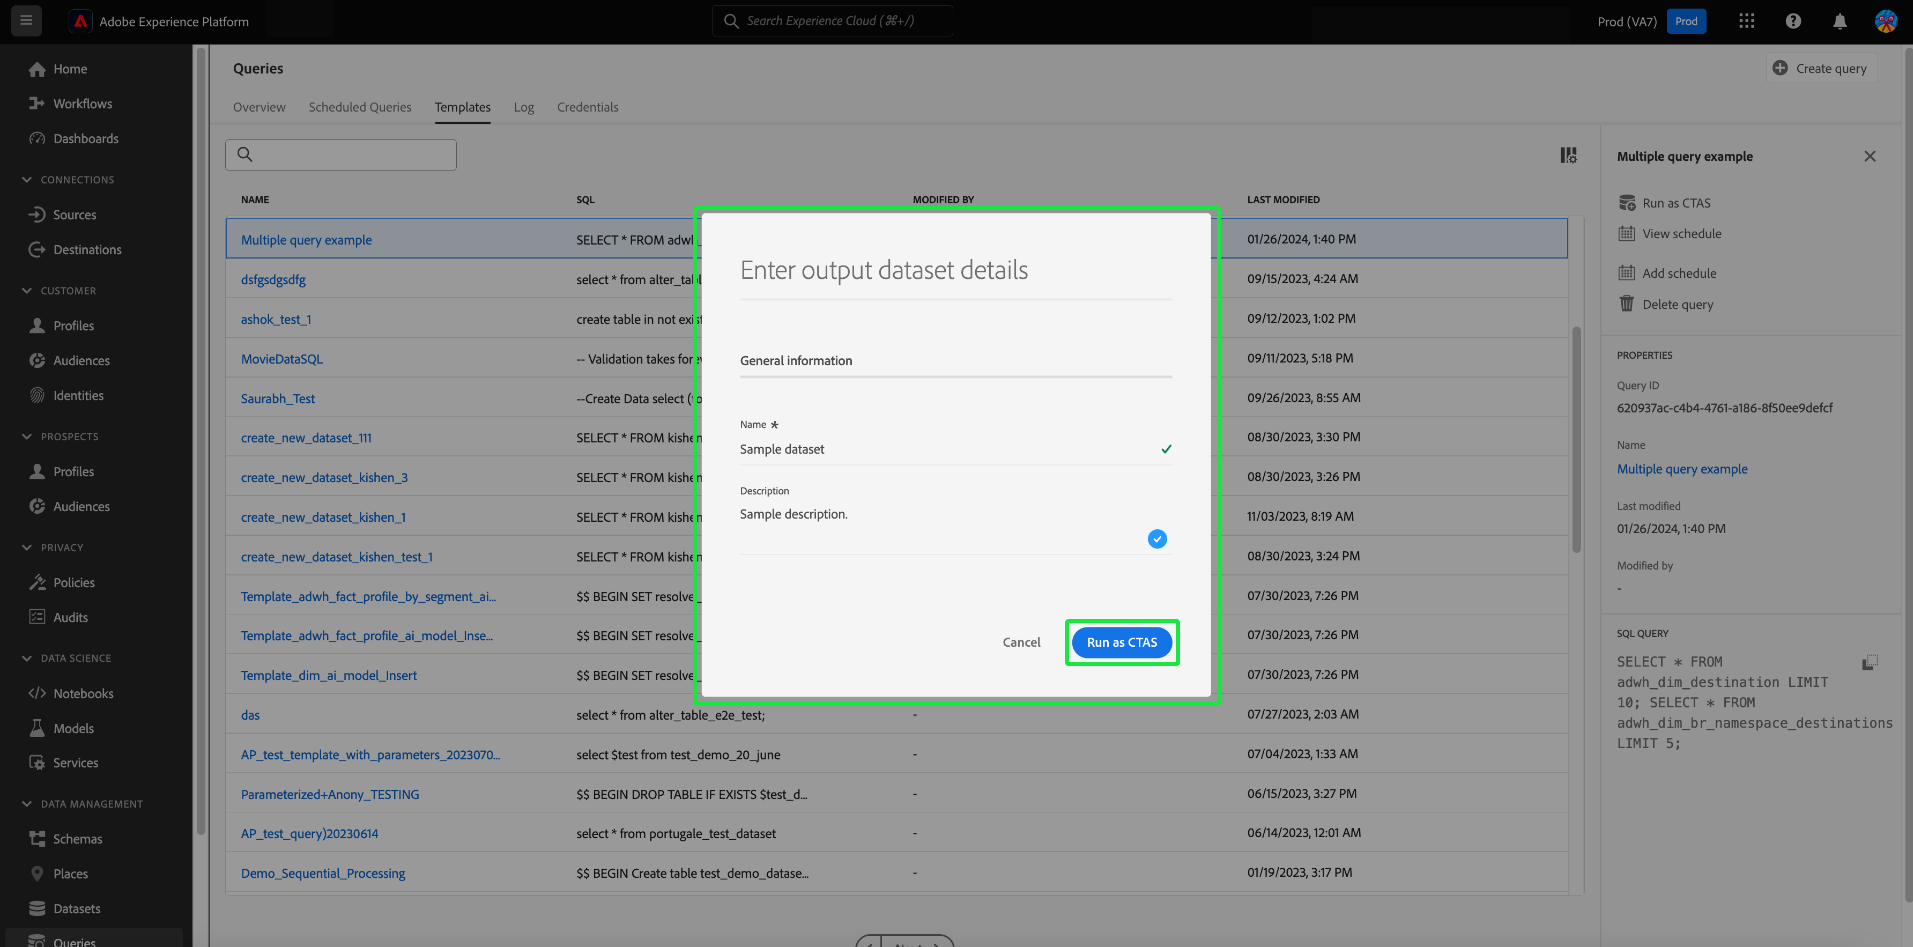 Adobe Experience Platform
Search Experience Cloud (⌘+/)
Prod (VA7)
Prod
Home
Workflows
Dashboards
CONNECTIONS
Sources
Destinations
CUSTOMER
Profiles
Audiences
Identities
PROSPECTS
Profiles
Audiences
PRIVACY
Policies
Audits
DATA SCIENCE
Notebooks
Models
Services
DATA MANAGEMENT
Schemas
Places
Datasets
Queries
Queries
Create query
Overview Scheduled Queries Templates Log Credentials
NAME SQL MODIFIED BY LAST MODIFIED
Multiple query example SELECT * FROM adwh_ 01/26/2024, 1:40 PM
dsfgsdgsdfg select * from alter_tabl 09/15/2023, 4:24 AM
ashok_test_1 create table in not exist 09/12/2023, 1:02 PM
MovieDataSQL -- Validation takes fore 09/11/2023, 5:18 PM
Saurabh_Test --Create Data select (to 09/26/2023, 8:55 AM
create_new_dataset_111 SELECT * FROM kishen 08/30/2023, 3:30 PM
create_new_dataset_kishen_3 SELECT * FROM kishen 08/30/2023, 3:26 PM
create_new_dataset_kishen_1 SELECT * FROM kishen 11/03/2023, 8:19 AM
create_new_dataset_kishen_test_1 SELECT * FROM kishen 08/30/2023, 3:24 PM
Template_adwh_fact_profile_by_segment_ai... $$ BEGIN SET resolve_ 07/30/2023, 7:26 PM
Template_adwh_fact_profile_ai_model_Inse... $$ BEGIN SET resolve_ 07/30/2023, 7:26 PM
Template_dim_ai_model_Insert $$ BEGIN SET resolve_ 07/30/2023, 7:26 PM
das select * from alter_table_e2e_test; - 07/27/2023, 2:03 AM
AP_test_template_with_parameters_2023070... select $test from test_demo_20_june - 07/04/2023, 1:33 AM
Parameterized+Anony_TESTING $$ BEGIN DROP TABLE IF EXISTS $test_d... - 06/15/2023, 3:27 PM
AP_test_query)20230614 select * from portugale_test_dataset - 06/14/2023, 12:01 AM
Demo_Sequential_Processing $$ BEGIN Create table test_demo_datase... - 01/19/2023, 3:17 PM
Next
Enter output dataset details
General information
Name *
Sample dataset
Description
Sample description.
Cancel Run as CTAS
Multiple query example
Run as CTAS
View schedule
Add schedule
Delete query
PROPERTIES
Query ID
620937ac-c4b4-4761-a186-8f50ee9defcf
Name
Multiple query example
Last modified
01/26/2024, 1:40 PM
Modified by
-
SQL QUERY
SELECT * FROM
adwh_dim_destination LIMIT
10; SELECT * FROM
adwh_dim_br_namespace_destinations
LIMIT 5;